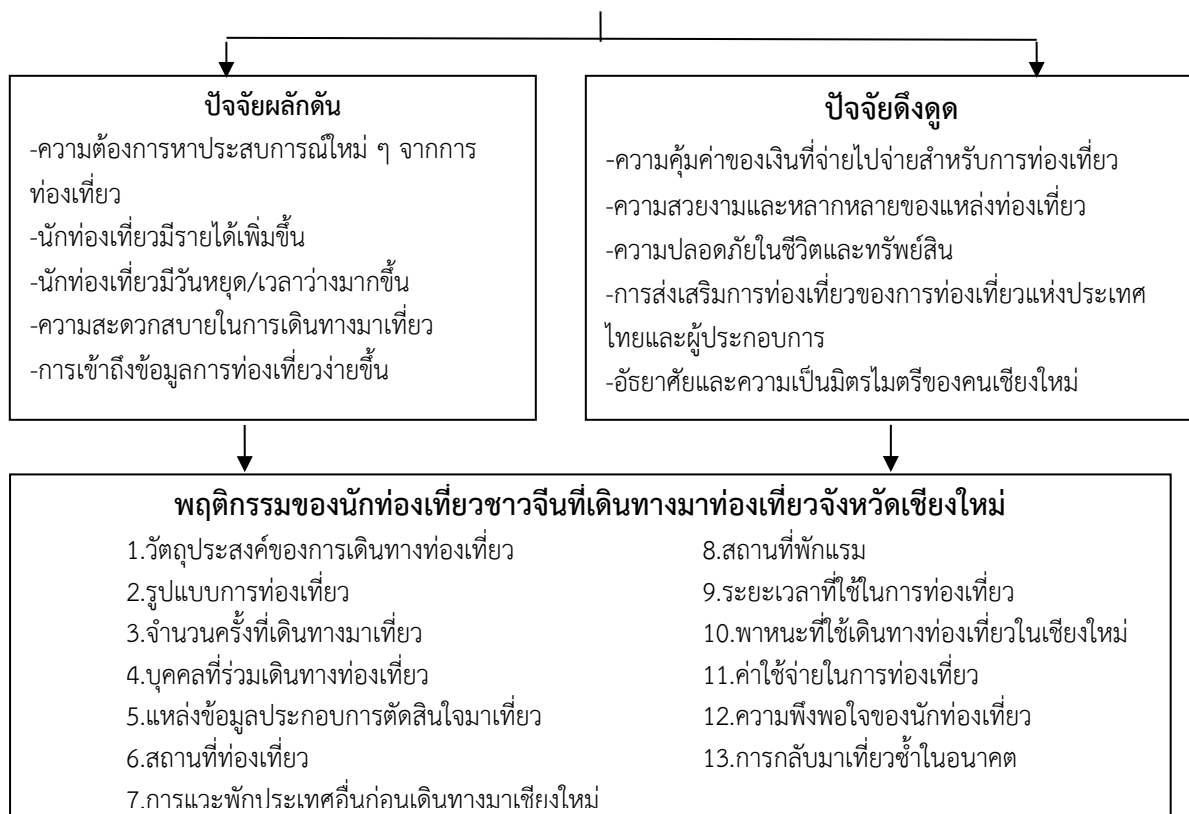 ปัจจัยผลักดัน
-ความต้องการหาประสบการณ์ใหม่ ๆ จากการ
ท่องเที่ยว
-นักท่องเที่ยวมีรายได้เพิ่มขึ้น
-นักท่องเที่ยวมีวันหยุด/เวลาว่างมากขึ้น
-ความสะดวกสบายในการเดินทางมาเที่ยว
-การเข้าถึงข้อมูลการท่องเที่ยวง่ายขึ้น
ปัจจัยดึงดูด
-ความคุ้มค่าของเงินที่จ่ายไปจ่ายสำหรับการท่องเที่ยว
-ความสวยงามและหลากหลายของแหล่งท่องเที่ยว
-ความปลอดภัยในชีวิตและทรัพย์สิน
-การส่งเสริมการท่องเที่ยวของการท่องเที่ยวแห่งประเทศ
ไทยและผู้ประกอบการ
-อัธยาศัยและความเป็นมิตรไมตรีของคนเชียงใหม่
พฤติกรรมของนักท่องเที่ยวชาวจีนที่เดินทางมาท่องเที่ยวจังหวัดเชียงใหม่
1.วัตถุประสงค์ของการเดินทางท่องเที่ยว
2.รูปแบบการท่องเที่ยว
3.จำนวนครั้งที่เดินทางมาเที่ยว
4.บุคคลที่ร่วมเดินทางท่องเที่ยว
5.แหล่งข้อมูลประกอบการตัดสินใจมาเที่ยว
6.สถานที่ท่องเที่ยว
7.การแวะพักประเทศอื่นก่อนเดินทางมาเชียงใหม่
8.สถานที่พักแรม
9.ระยะเวลาที่ใช้ในการท่องเที่ยว
10.พาหนะที่ใช้เดินทางท่องเที่ยวในเชียงใหม่
11.ค่าใช้จ่ายในการท่องเที่ยว
12.ความพึงพอใจของนักท่องเที่ยว
13.การกลับมาเที่ยวซ้ำในอนาคต